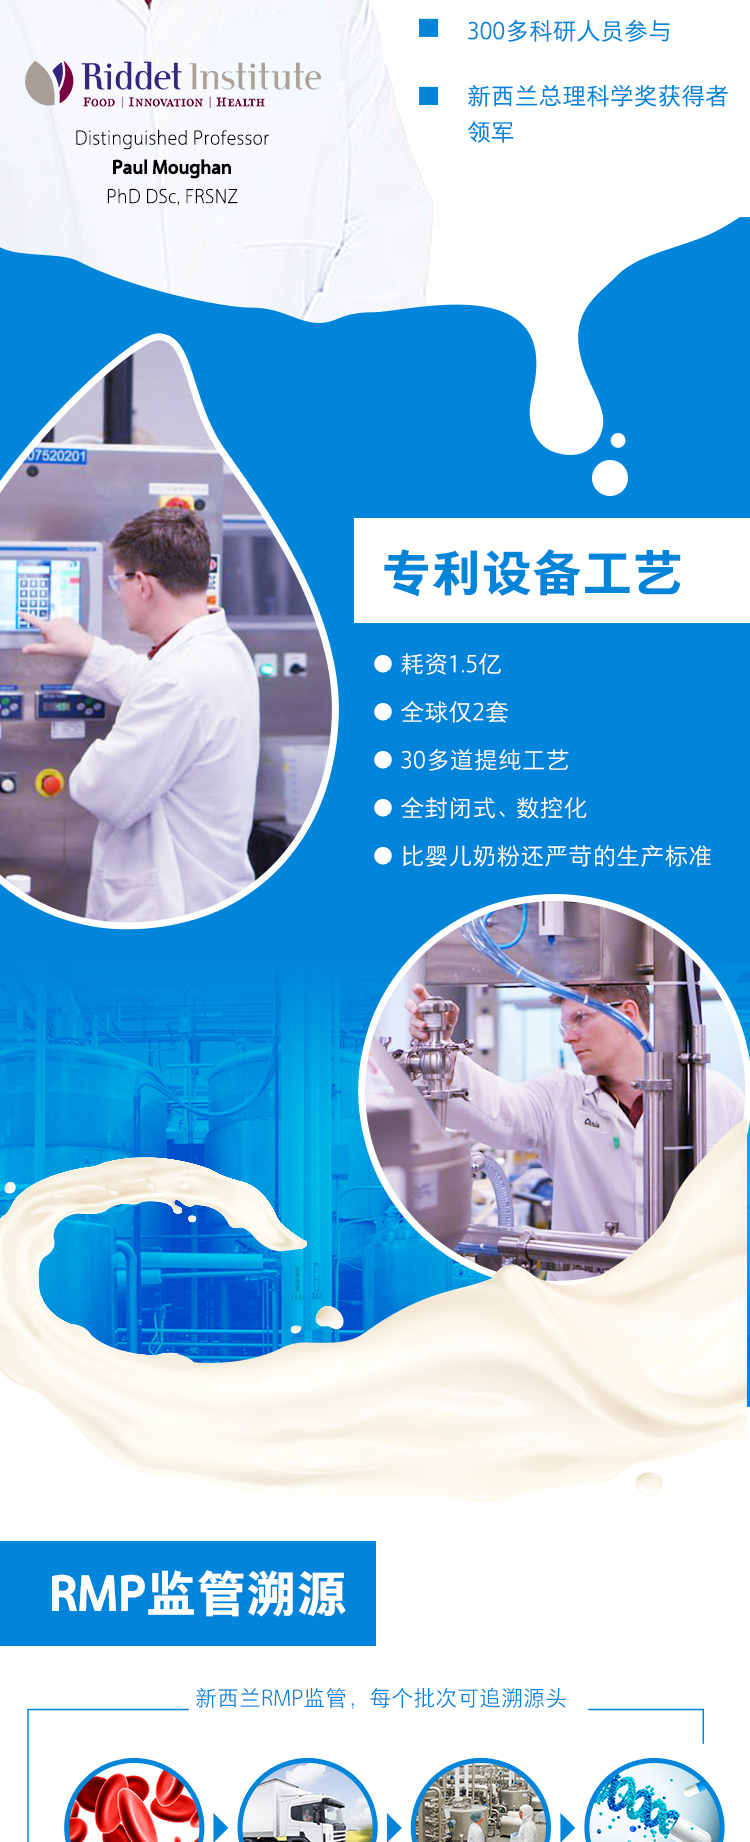 300多科研人员参与
新西兰总理科学奖获得者
领军
Riddet Institute
FOOD | INNOVATION | HEALTH
Distinguished Professor
Paul Moughan
PhD DSc, FRSNZ
07520201
专利设备工艺
耗资1.5亿
全球仅2套
30多道提纯工艺
全封闭式、数控化
比婴儿奶粉还严苛的生产标准
Chris
RMP监管溯源
新西兰RMP监管，每个批次可追溯源头